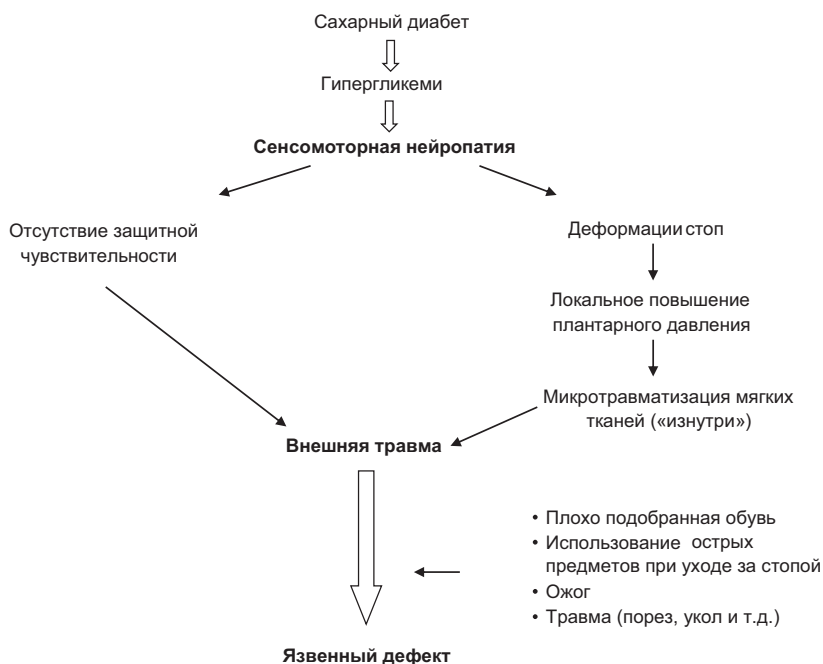 Сахарный диабет
Гипергликеми
Сенсомоторная нейропатия
Отсутствие защитной
чувствительности
Деформации стоп
Локальное повышение
плантарного давления
Микротравматизация мягких
тканей («изнутри»)
Внешняя травма
• Плохо подобранная обувь
• Использование острых
предметов при уходе за стопой
• Ожог
• Травма (порез, укол и т.д.)
Язвенный дефект